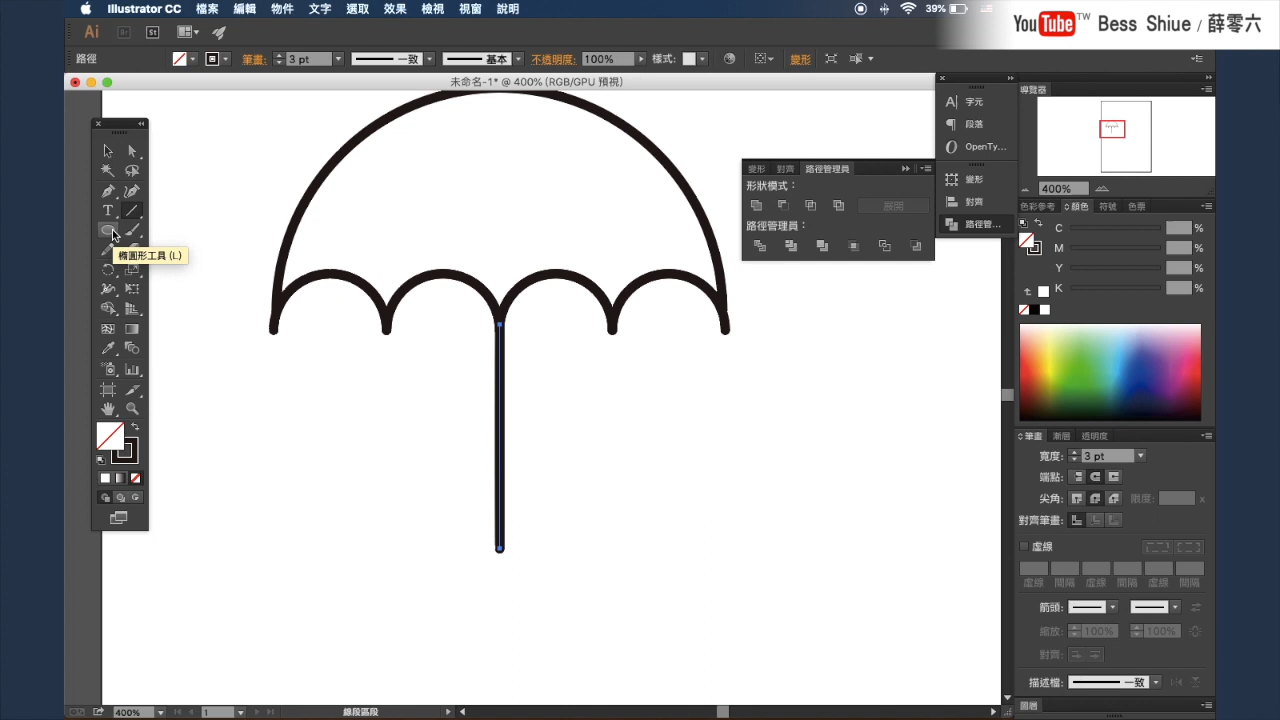 Illustrator CC 檔案 編輯 物件 文字 選取 效果 檢視 視窗 說明
39%
YouTube TW Bess Shiue / 薛零六
Ai Br St
路徑 筆畫: 3 pt 一致 基本 不透明度: 100% 樣式: 變形
未命名-1* @ 400% (RGB/GPU 預視)
字元
段落
OpenTy...
變形
對齊
路徑管...
導覽器
400%
變形 對齊 路徑管理員
形狀模式:
展開
路徑管理員:
橢圓形工具 (L)
色彩參考 顏色 符號 色票
C %
M %
Y %
K %
筆畫 漸層 透明度
寬度: 3 pt
端點:
尖角: 限度: x
對齊筆畫:
虛線
虛線 間隔 虛線 間隔 虛線 間隔
箭頭:
縮放: 100% 100%
對齊:
描述檔: 一致
圖層
400% 1 線段區段